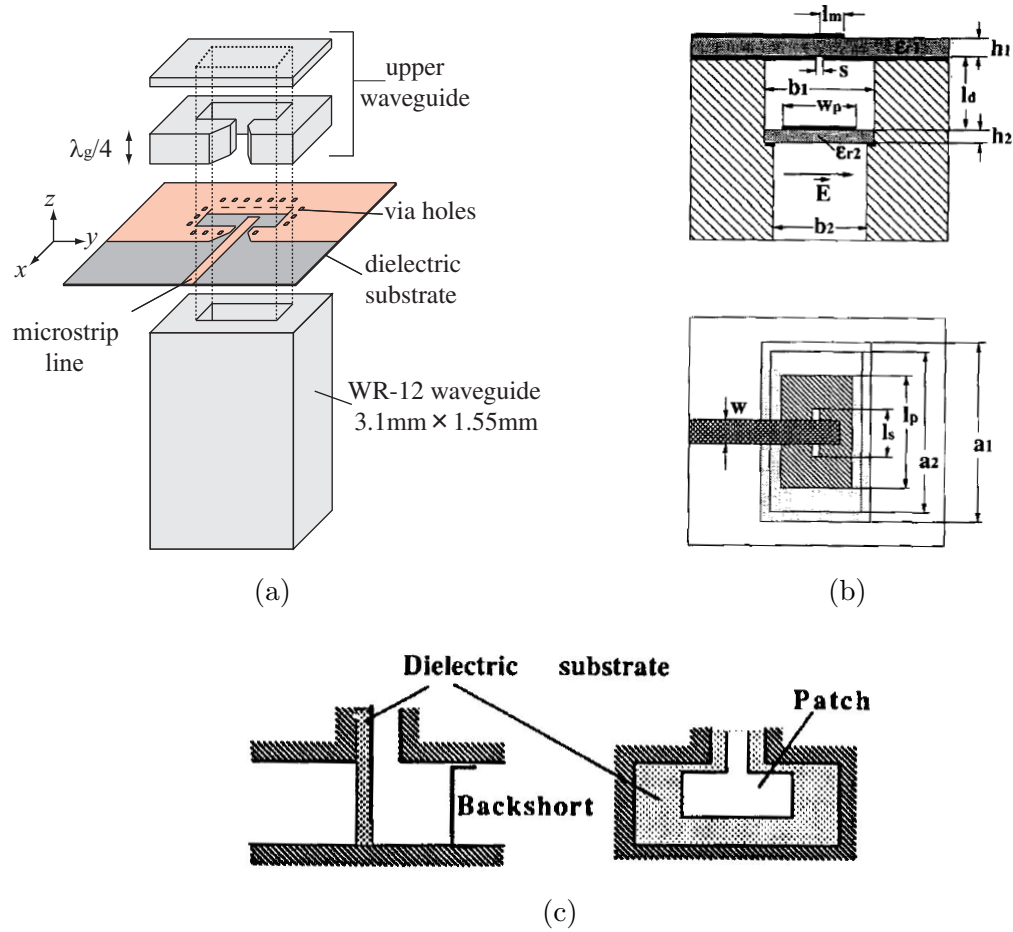 upper
waveguide
λg/4
via holes
z
y
x
dielectric
substrate
microstrip
line
WR-12 waveguide
3.1mm × 1.55mm
(a)
lm
εr1
h1
s
b1
ld
wp
h2
εr2
E
b2
w
ls
lp
a2
a1
(b)
Dielectric substrate
Patch
Backshort
(c)